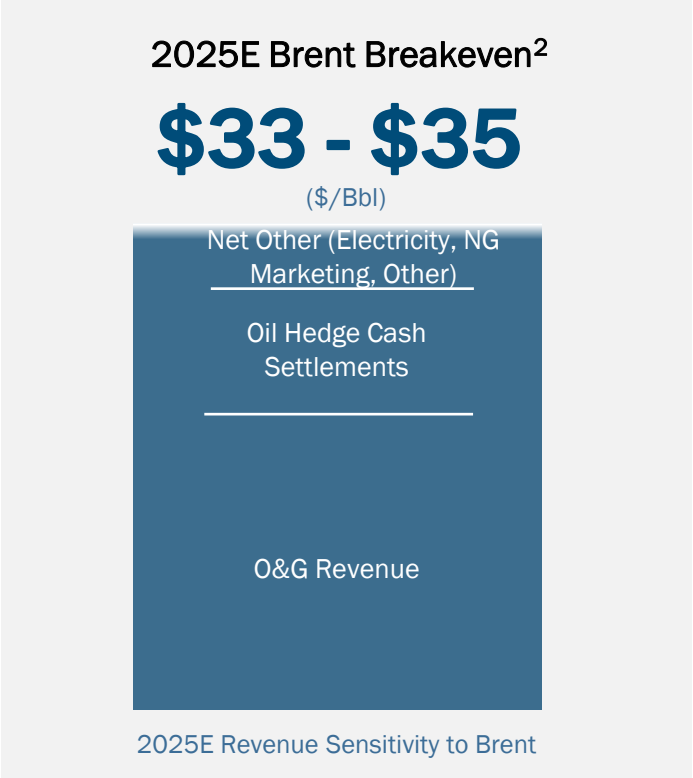 2025E Brent Breakeven²
$33 - $35
($/Bbl)
Net Other (Electricity, NG
Marketing, Other)
Oil Hedge Cash
Settlements
O&G Revenue
2025E Revenue Sensitivity to Brent